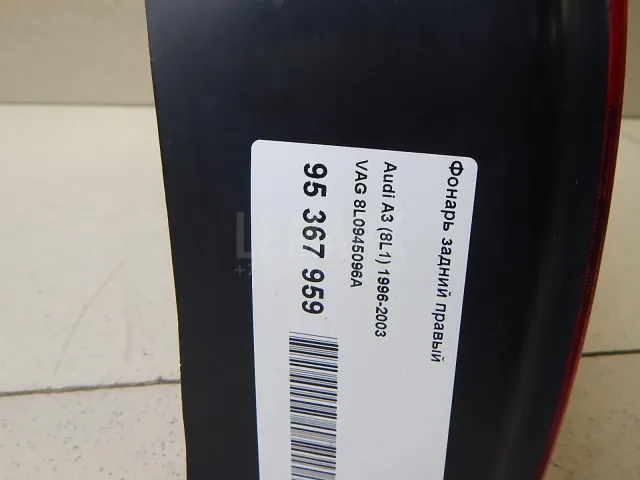 Фонарь задний правый
Audi A3 (8L1) 1996-2003
VAG 8L0945096A
95 367 959